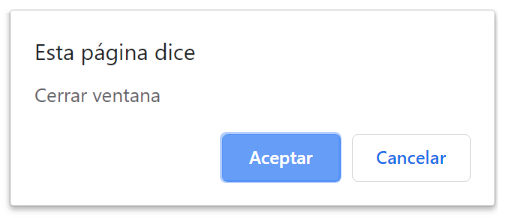 Esta página dice
Cerrar ventana
Aceptar Cancelar